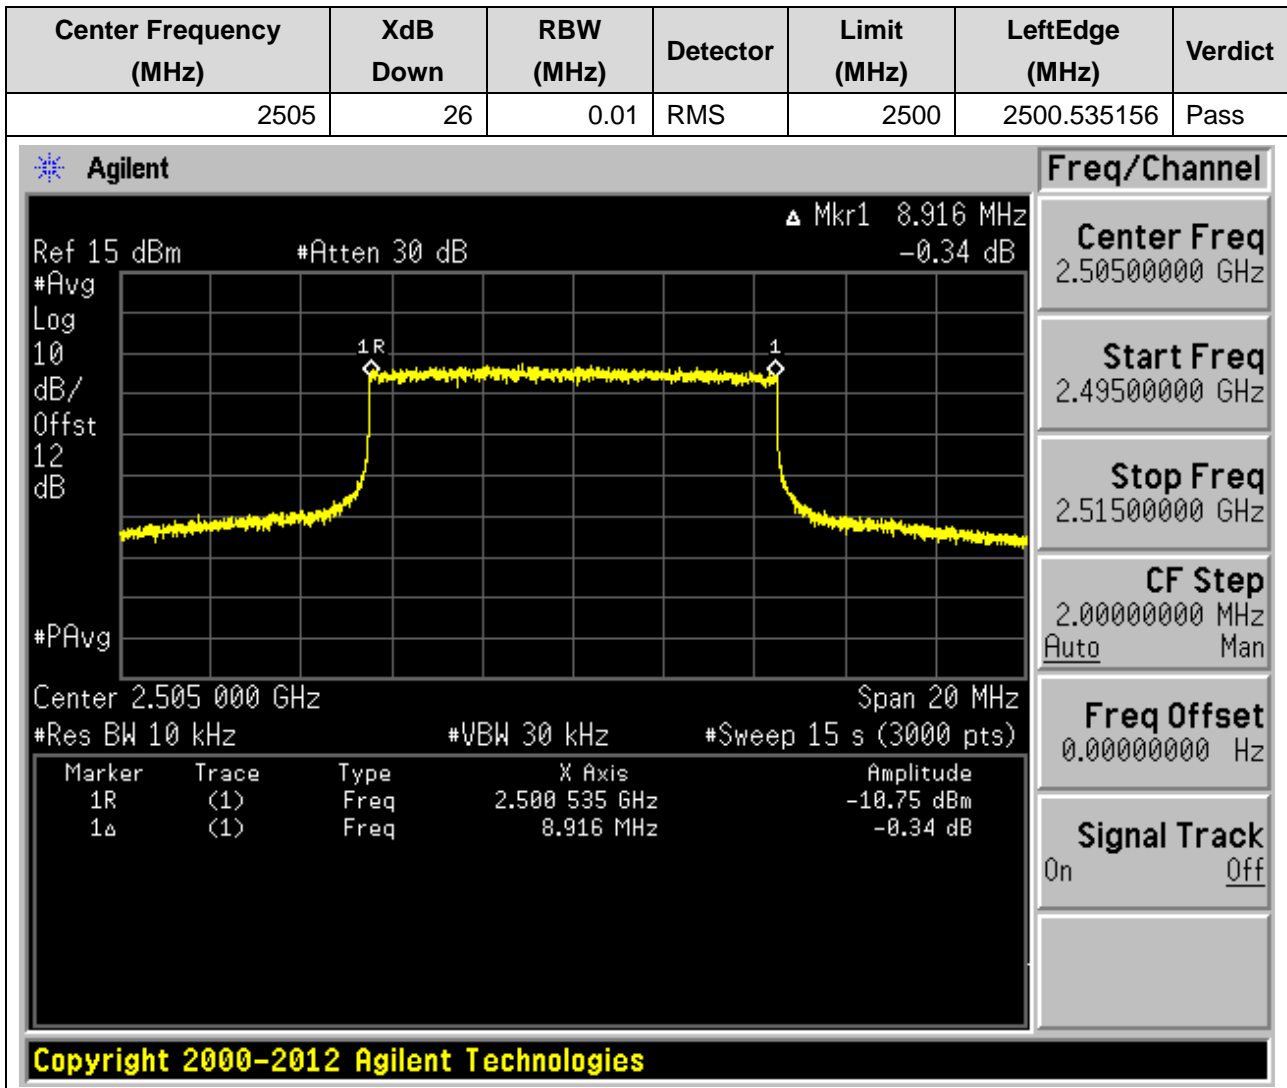 Center Frequency (MHz) XdB Down RBW (MHz) Detector Limit (MHz) LeftEdge (MHz) Verdict
2505 26 0.01 RMS 2500 2500.535156 Pass
Agilent
Freq/Channel
Δ Mkr1 8.916 MHz
Ref 15 dBm #Atten 30 dB -0.34 dB
#Avg
Log
10
dB/
Offst
12
dB
#PAvg
1R
1
Center 2.505 000 GHz Span 20 MHz
#Res BW 10 kHz #VBW 30 kHz #Sweep 15 s (3000 pts)
Marker Trace Type X Axis Amplitude
1R (1) Freq 2.500 535 GHz -10.75 dBm
1Δ (1) Freq 8.916 MHz -0.34 dB
Center Freq
2.50500000 GHz
Start Freq
2.49500000 GHz
Stop Freq
2.51500000 GHz
CF Step
2.00000000 MHz
Auto Man
Freq Offset
0.00000000 Hz
Signal Track
On Off
Copyright 2000-2012 Agilent Technologies